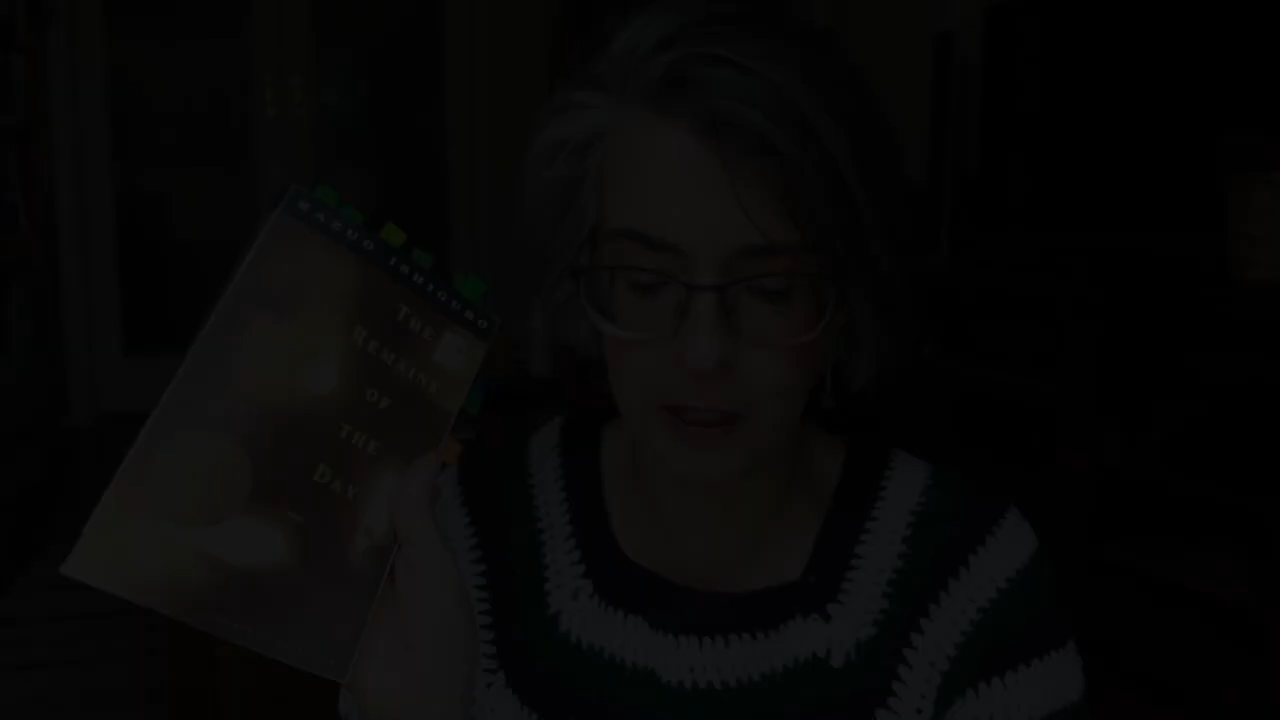 KAZUO ISHIGURO
THE
REMAINS
OF
THE
DAY